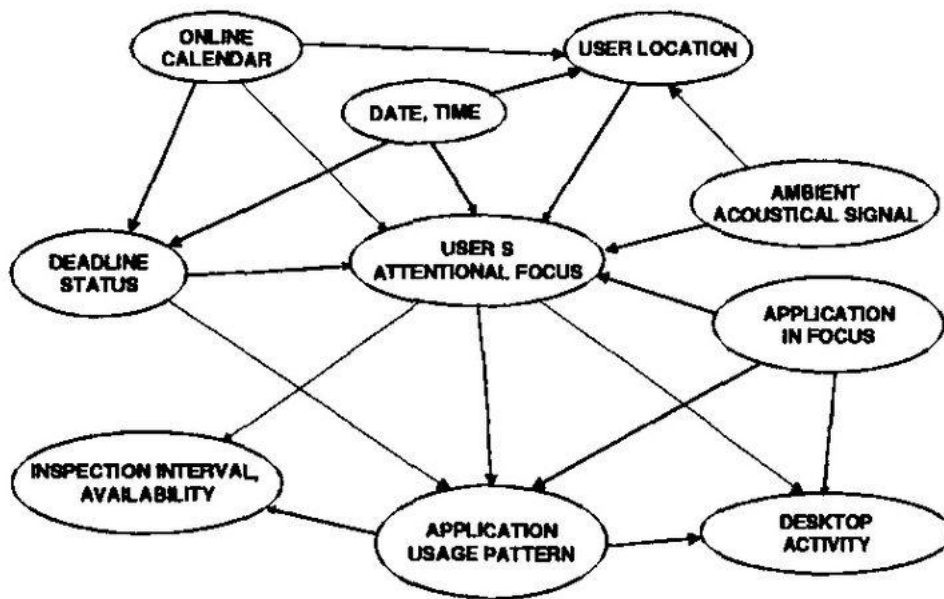 ONLINE
CALENDAR
USER LOCATION
DATE, TIME
AMBIENT
ACOUSTICAL SIGNAL
USER S
ATTENTIONAL FOCUS
DEADLINE
STATUS
APPLICATION
IN FOCUS
INSPECTION INTERVAL,
AVAILABILITY
APPLICATION
USAGE PATTERN
DESKTOP
ACTIVITY